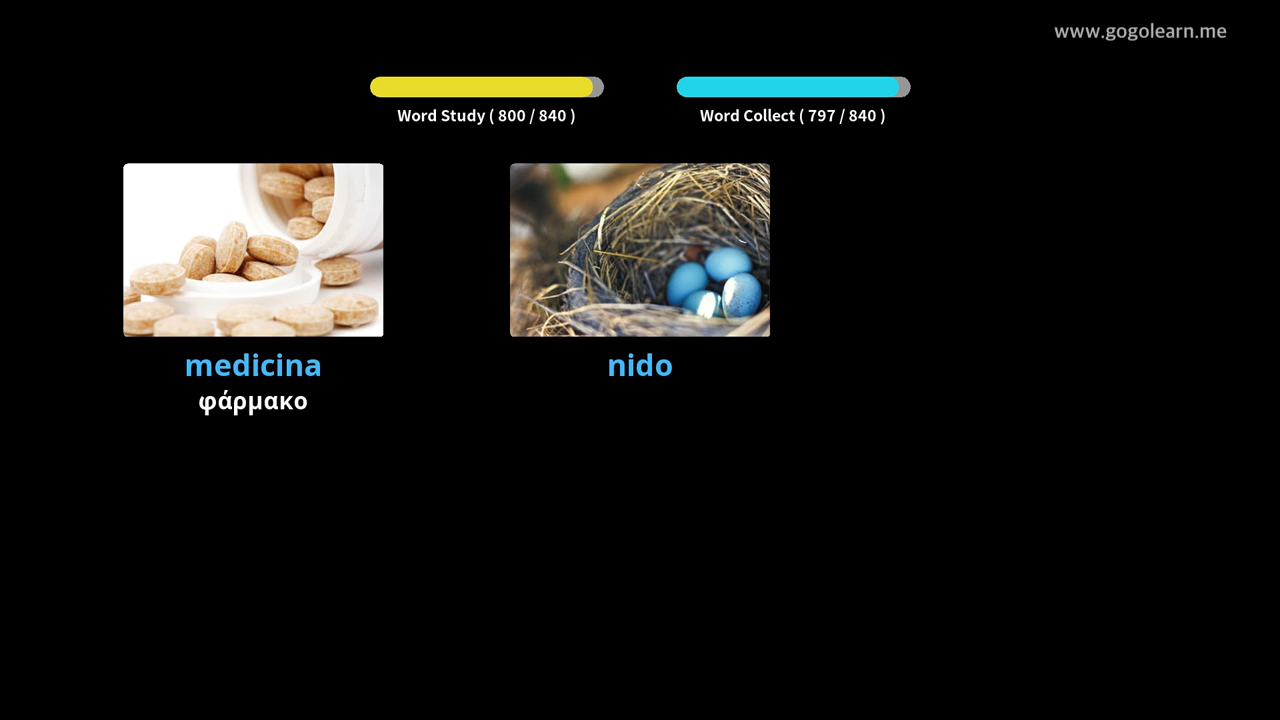 www.gogolearn.me
Word Study ( 800 / 840 )
Word Collect ( 797 / 840 )
medicina
φάρμακο
nido